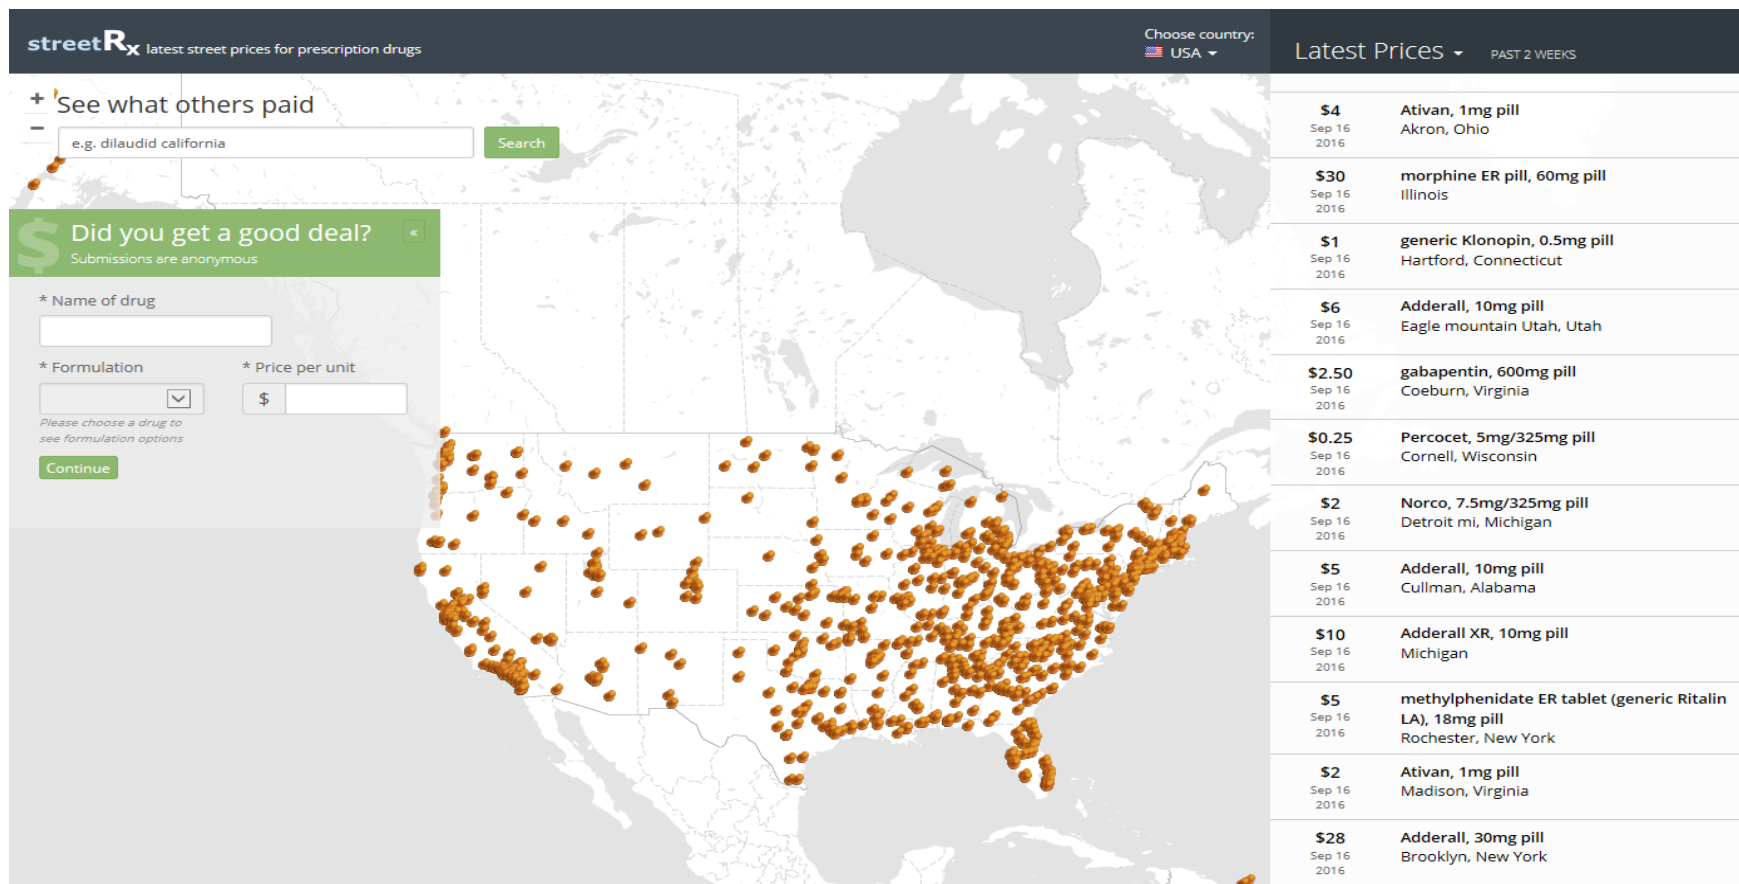 streetRx latest street prices for prescription drugs
Choose country:
USA
Latest Prices PAST 2 WEEKS
+
−
See what others paid
e.g. dilaudid california
Search
$
Did you get a good deal?
«
Submissions are anonymous
* Name of drug
* Formulation
* Price per unit
$
Please choose a drug to
see formulation options
Continue
$4
Sep 16
2016
Ativan, 1mg pill
Akron, Ohio
$30
Sep 16
2016
morphine ER pill, 60mg pill
Illinois
$1
Sep 16
2016
generic Klonopin, 0.5mg pill
Hartford, Connecticut
$6
Sep 16
2016
Adderall, 10mg pill
Eagle mountain Utah, Utah
$2.50
Sep 16
2016
gabapentin, 600mg pill
Coeburn, Virginia
$0.25
Sep 16
2016
Percocet, 5mg/325mg pill
Cornell, Wisconsin
$2
Sep 16
2016
Norco, 7.5mg/325mg pill
Detroit mi, Michigan
$5
Sep 16
2016
Adderall, 10mg pill
Cullman, Alabama
$10
Sep 16
2016
Adderall XR, 10mg pill
Michigan
$5
Sep 16
2016
methylphenidate ER tablet (generic Ritalin
LA), 18mg pill
Rochester, New York
$2
Sep 16
2016
Ativan, 1mg pill
Madison, Virginia
$28
Sep 16
2016
Adderall, 30mg pill
Brooklyn, New York